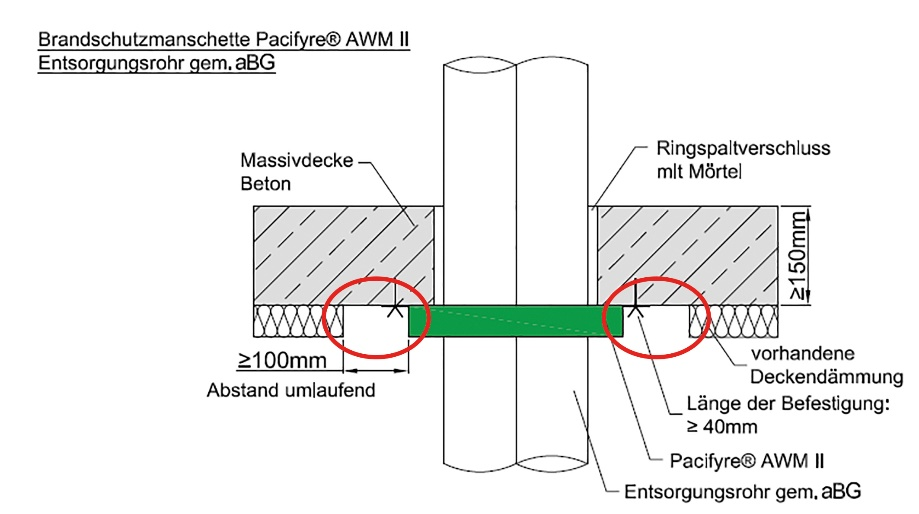 Brandschutzmanschette Pacifyre® AWM II
Entsorgungsrohr gem. aBG
Massivdecke
Beton
Ringspaltverschluss
mit Mörtel
≥150mm
≥100mm
Abstand umlaufend
vorhandene
Deckendämmung
Länge der Befestigung:
≥ 40mm
Pacifyre® AWM II
Entsorgungsrohr gem. aBG